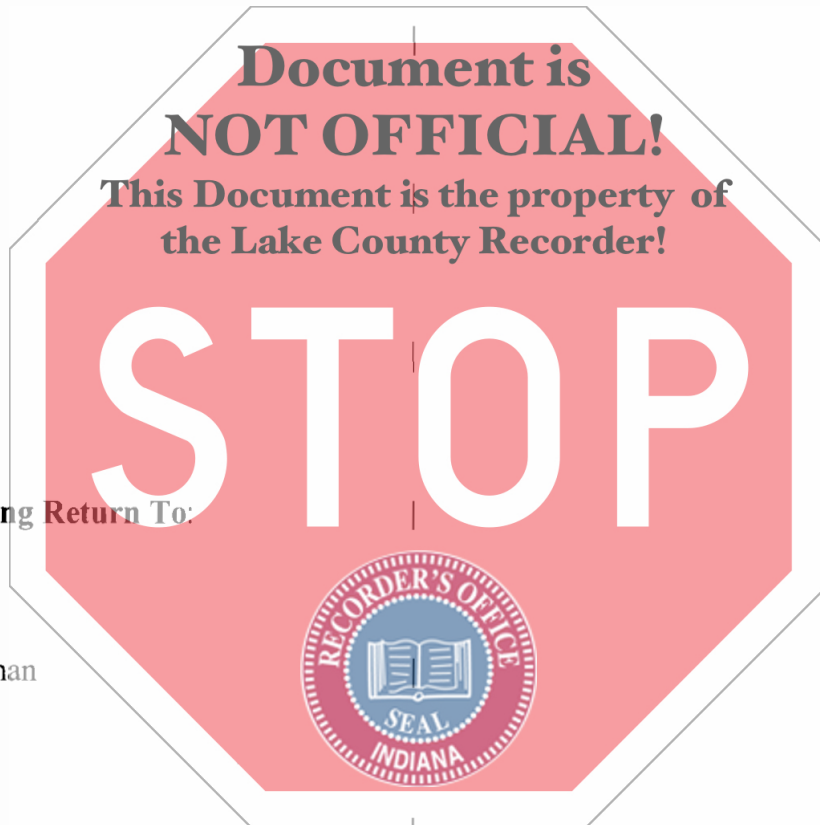 Document is
NOT OFFICIAL!
This Document is the property of
the Lake County Recorder!
STOP
ng Return To:
RECORDER'S OFFICE
SEAL
INDIANA
nan